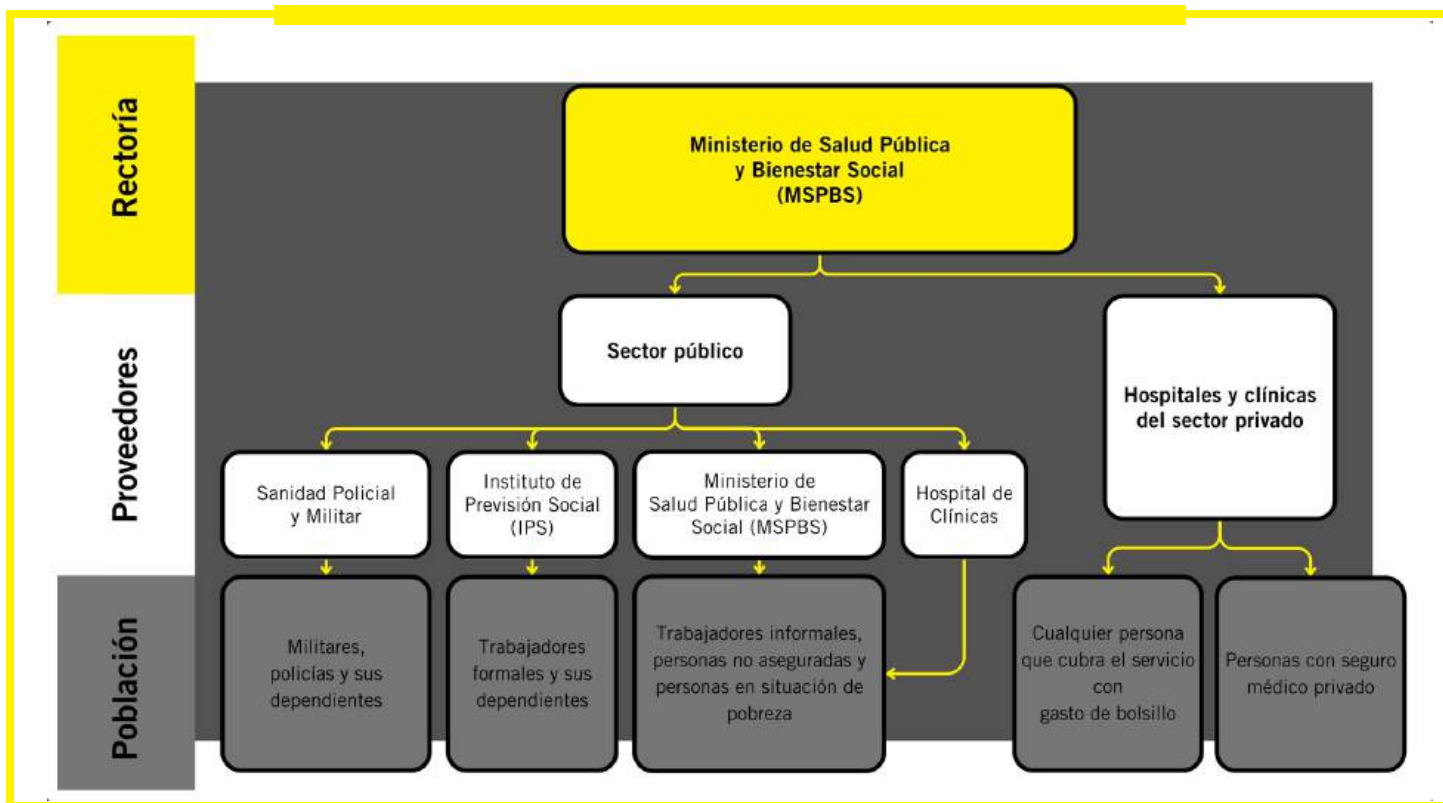 Rectoría
Ministerio de Salud Pública
y Bienestar Social
(MSPBS)
Proveedores
Sector público
Hospitales y clínicas
del sector privado
Sanidad Policial
y Militar
Instituto de
Previsión Social
(IPS)
Ministerio de
Salud Pública y Bienestar
Social (MSPBS)
Hospital de
Clínicas
Población
Militares,
policías y sus
dependientes
Trabajadores
formales y sus
dependientes
Trabajadores informales,
personas no aseguradas y
personas en situación de
pobreza
Cualquier persona
que cubra el servicio
con
gasto de bolsillo
Personas con seguro
médico privado